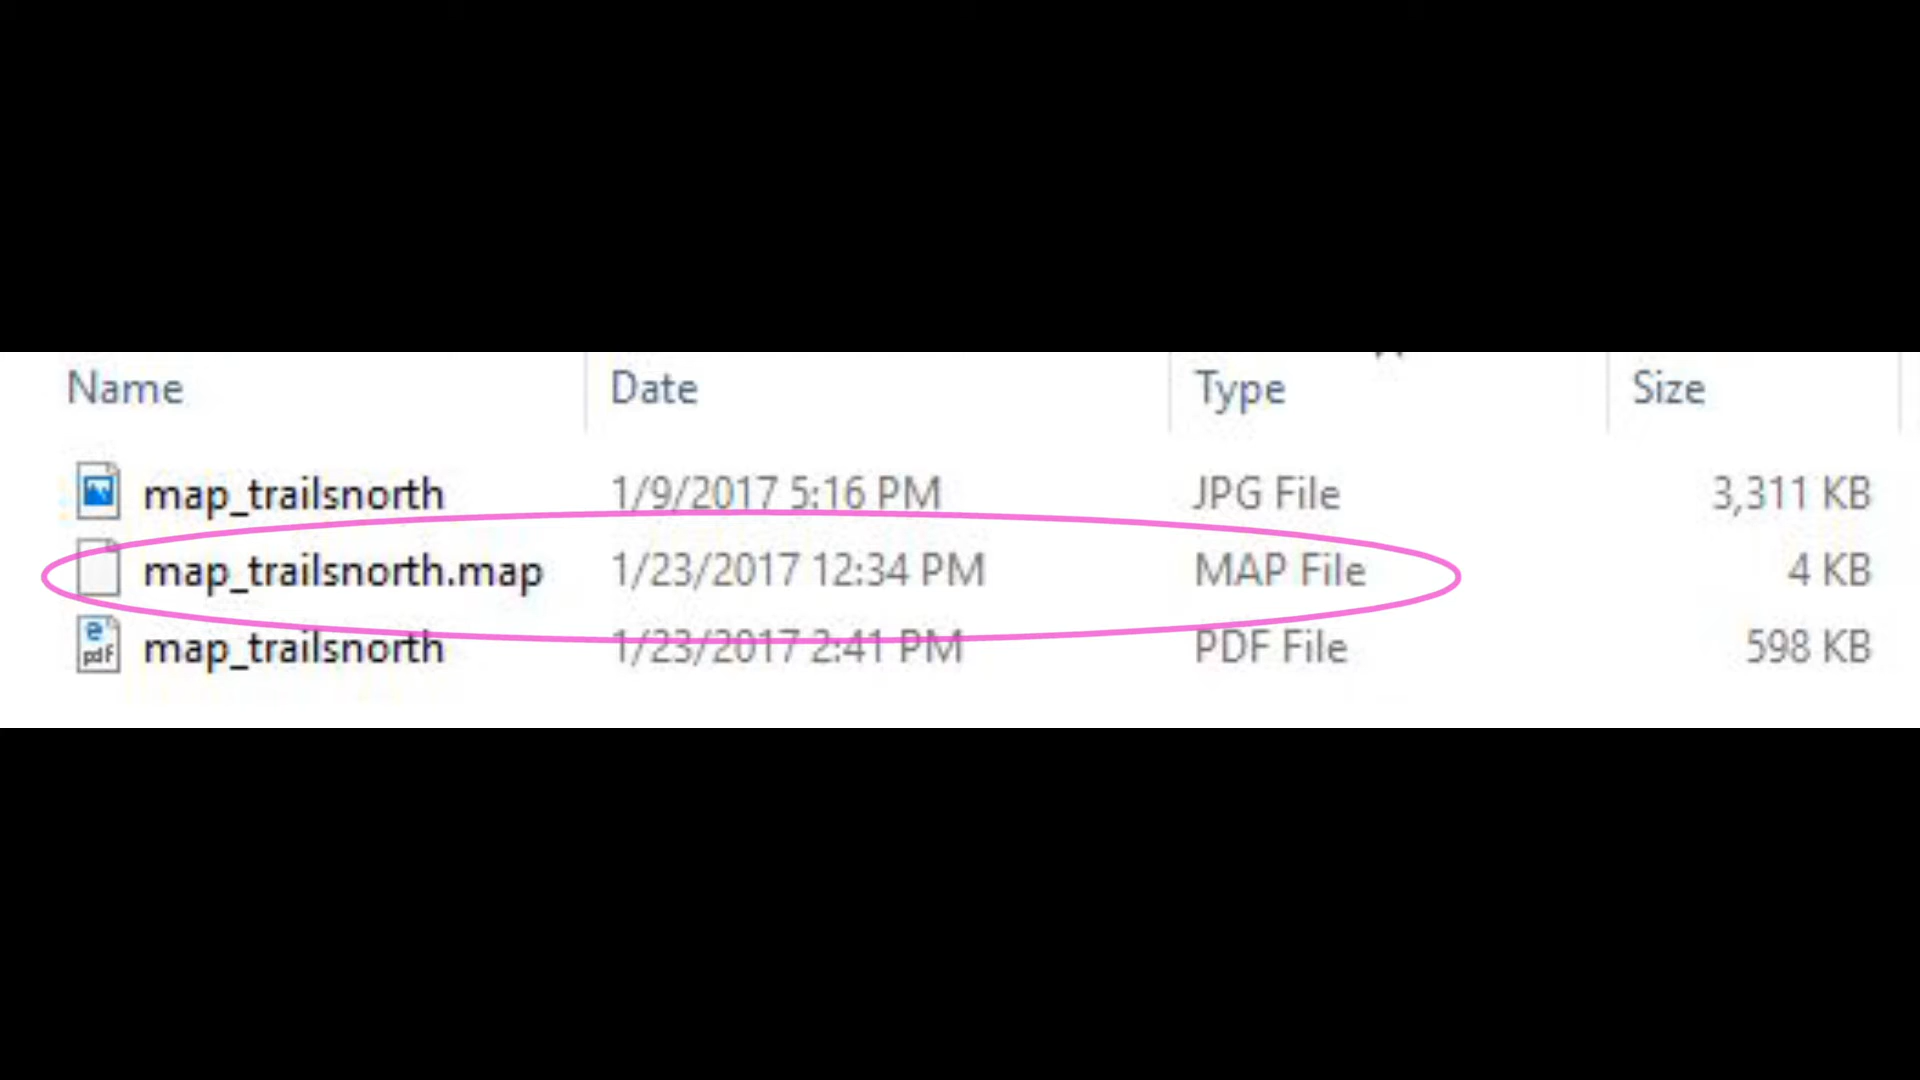 Name Date Type Size
map_trailsnorth 1/9/2017 5:16 PM JPG File 3,311 KB
map_trailsnorth.map 1/23/2017 12:34 PM MAP File 4 KB
e pdf map_trailsnorth 1/23/2017 2:41 PM PDF File 598 KB